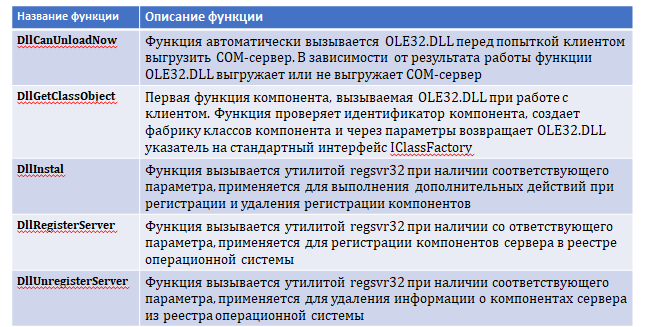 Название функции
Описание функции
DllCanUnloadNow
Функция автоматически вызывается OLE32.DLL перед попыткой клиентом
выгрузить COM-сервер. В зависимости от результата работы функции
OLE32.DLL выгружает или не выгружает COM-сервер
DllGetClassObject
Первая функция компонента, вызываемая OLE32.DLL при работе с
клиентом. Функция проверяет идентификатор компонента, создает
фабрику классов компонента и через параметры возвращает OLE32.DLL
указатель на стандартный интерфейс IClassFactory
DllInstal
Функция вызывается утилитой regsvr32 при наличии соответствующего
параметра, применяется для выполнения дополнительных действий при
регистрации и удаления регистрации компонентов
DllRegisterServer
Функция вызывается утилитой regsvr32 при наличии со ответствующего
параметра, применяется для регистрации компонентов сервера в реестре
операционной системы
DllUnregisterServer
Функция вызывается утилитой regsvr32 при наличии соответствующего
параметра, применяется для удаления информации о компонентах сервера
из реестра операционной системы